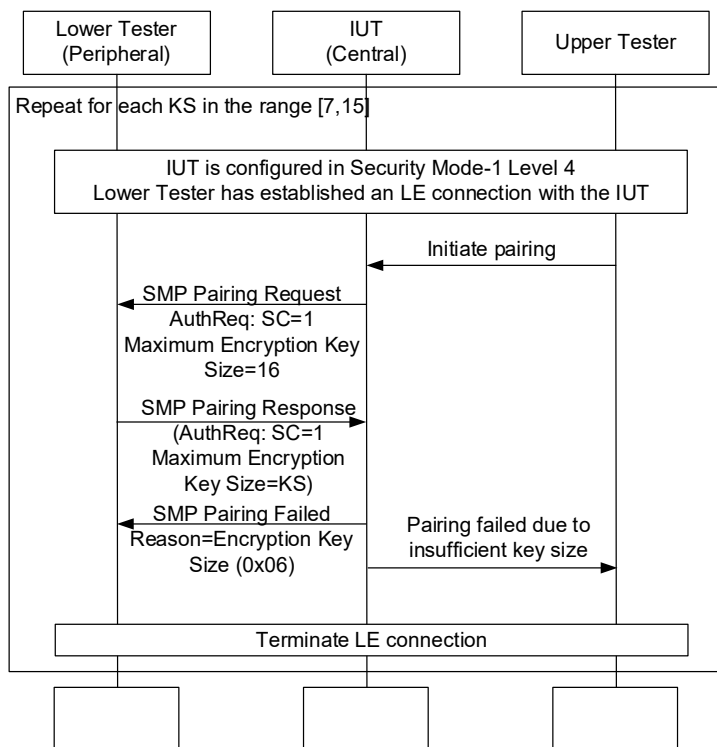 Lower Tester
(Peripheral)
IUT
(Central)
Upper Tester
Repeat for each KS in the range [7,15]
IUT is configured in Security Mode-1 Level 4
Lower Tester has established an LE connection with the IUT
Initiate pairing
SMP Pairing Request
AuthReq: SC=1
Maximum Encryption Key
Size=16
SMP Pairing Response
(AuthReq: SC=1
Maximum Encryption
Key Size=KS)
SMP Pairing Failed
Reason=Encryption Key
Size (0x06)
Pairing failed due to
insufficient key size
Terminate LE connection